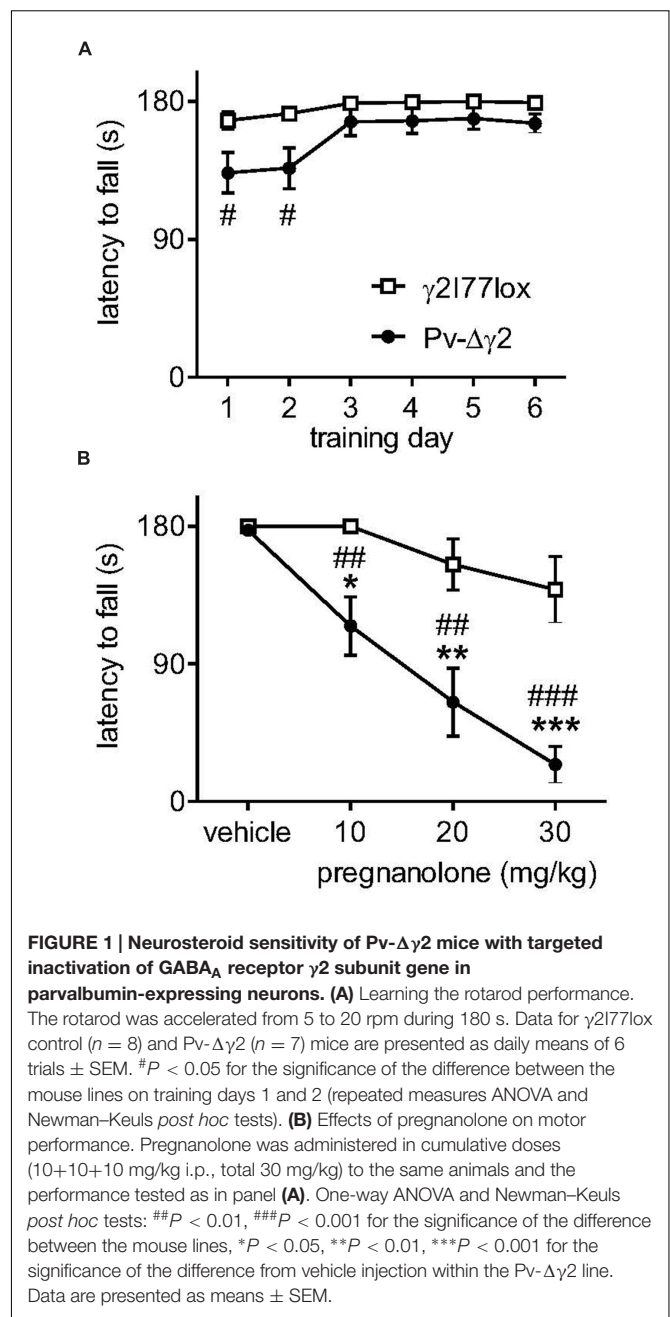 A
180
90
0
latency to fall (s)
# #
γ2I77lox
Pv-Δγ2
1 2 3 4 5 6
training day
B
180
90
0
latency to fall (s)
##
*
##
**
###
***
vehicle 10 20 30
pregnanolone (mg/kg)
FIGURE 1 | Neurosteroid sensitivity of Pv-Δγ2 mice with targeted
inactivation of GABAA receptor γ2 subunit gene in
parvalbumin-expressing neurons. (A) Learning the rotarod performance.
The rotarod was accelerated from 5 to 20 rpm during 180 s. Data for γ2I77lox
control (n = 8) and Pv-Δγ2 (n = 7) mice are presented as daily means of 6
trials ± SEM. #P < 0.05 for the significance of the difference between the
mouse lines on training days 1 and 2 (repeated measures ANOVA and
Newman–Keuls post hoc tests). (B) Effects of pregnanolone on motor
performance. Pregnanolone was administered in cumulative doses
(10+10+10 mg/kg i.p., total 30 mg/kg) to the same animals and the
performance tested as in panel (A). One-way ANOVA and Newman–Keuls
post hoc tests: ##P < 0.01, ###P < 0.001 for the significance of the difference
between the mouse lines, *P < 0.05, **P < 0.01, ***P < 0.001 for the
significance of the difference from vehicle injection within the Pv-Δγ2 line.
Data are presented as means ± SEM.